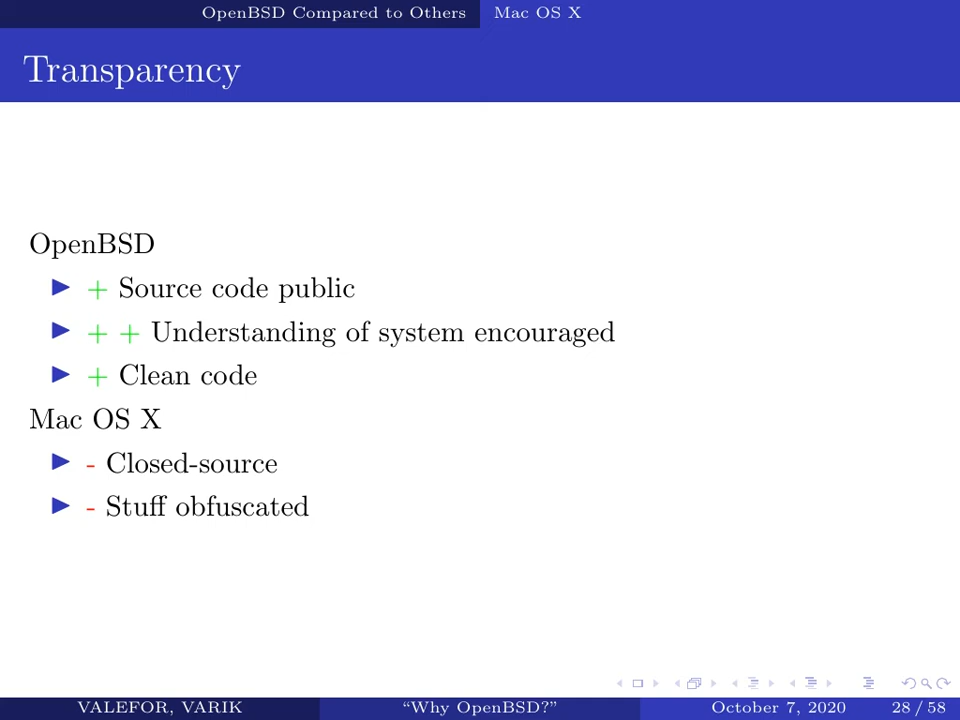 OpenBSD Compared to Others Mac OS X
Transparency
OpenBSD
+ Source code public
+ + Understanding of system encouraged
+ Clean code
Mac OS X
- Closed-source
- Stuff obfuscated
VALEFOR, VARIK “Why OpenBSD?” October 7, 2020 28 / 58